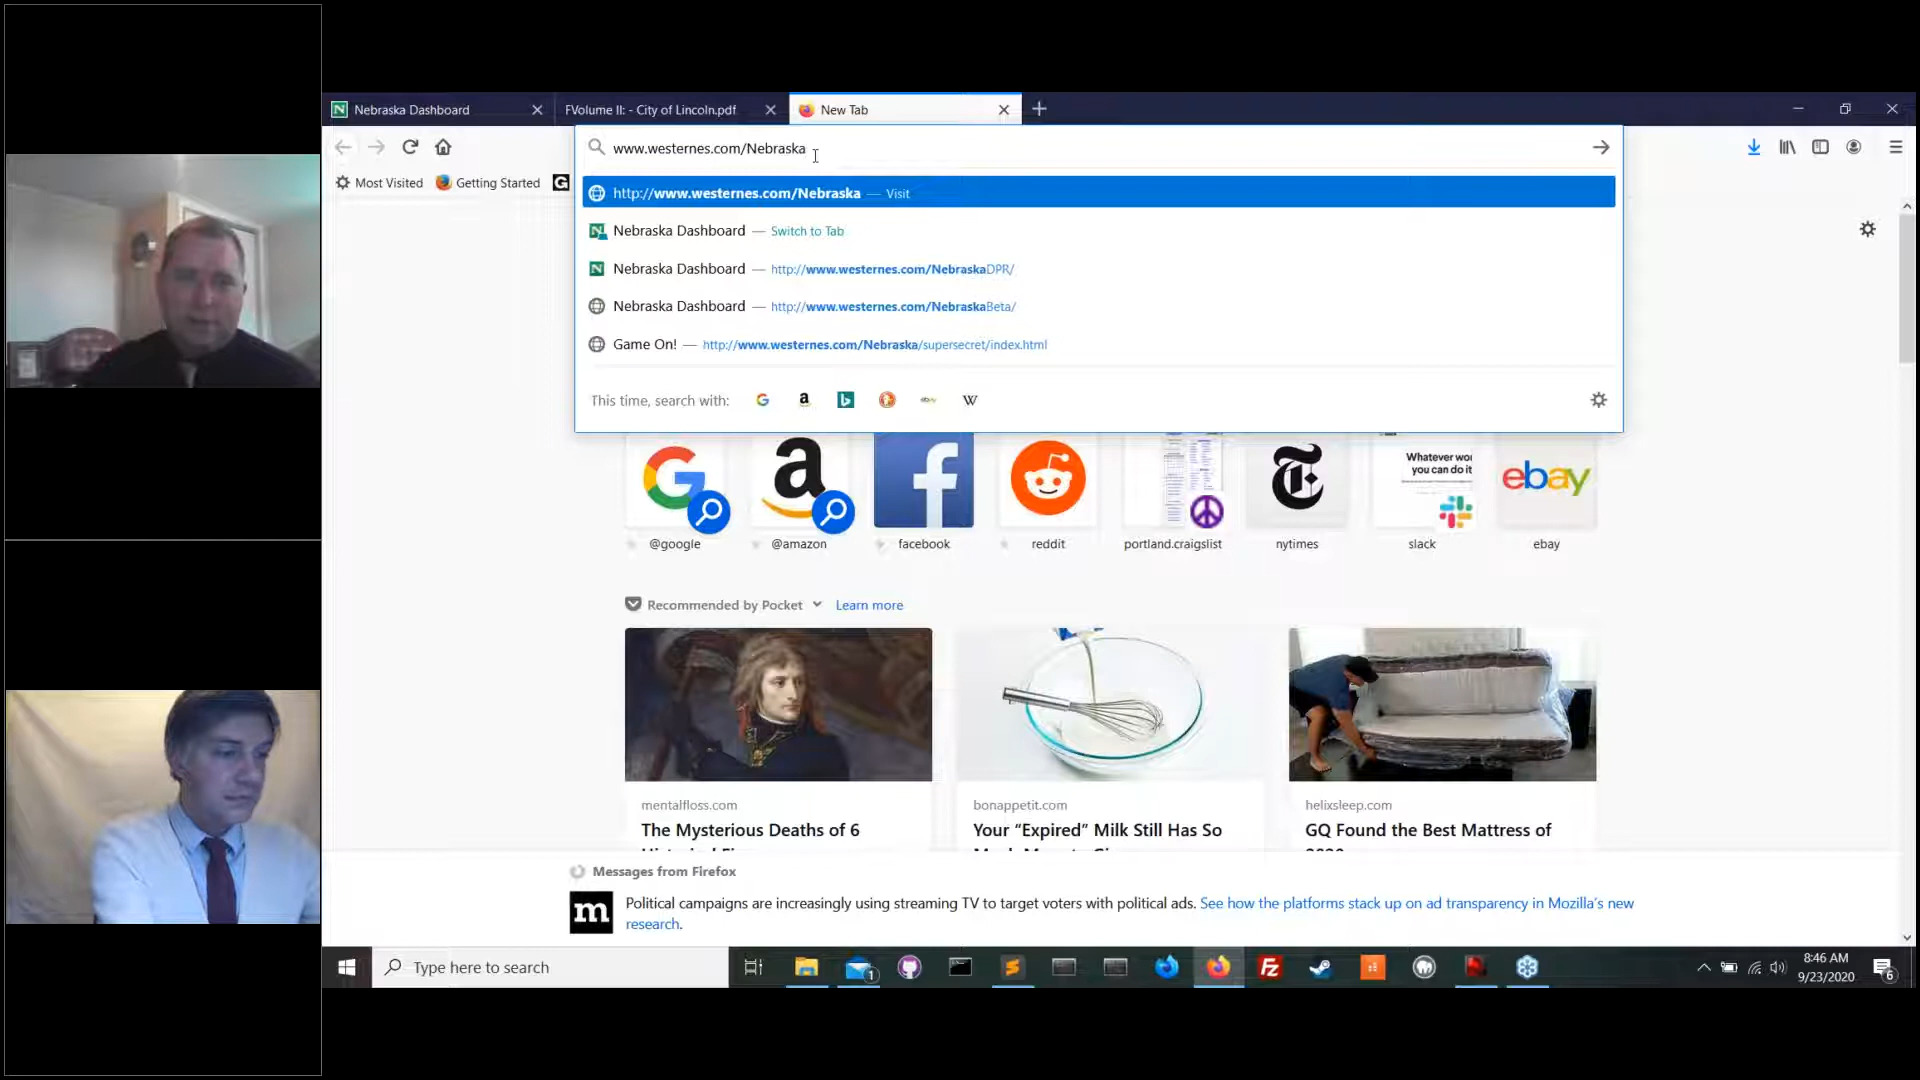 Nebraska Dashboard
FVolume II: - City of Lincoln.pdf
New Tab
www.westernes.com/Nebraska
Most Visited
Getting Started
http://www.westernes.com/Nebraska — Visit
Nebraska Dashboard — Switch to Tab
Nebraska Dashboard — http://www.westernes.com/NebraskaDPR/
Nebraska Dashboard — http://www.westernes.com/NebraskaBeta/
Game On! — http://www.westernes.com/Nebraska/supersecret/index.html
This time, search with:
Whatever wor
you can do it
ebay
@google
@amazon
facebook
reddit
portland.craigslist
nytimes
slack
ebay
Recommended by Pocket
Learn more
mentalfloss.com
The Mysterious Deaths of 6
bonappetit.com
Your “Expired” Milk Still Has So
helixsleep.com
GQ Found the Best Mattress of
Messages from Firefox
Political campaigns are increasingly using streaming TV to target voters with political ads. See how the platforms stack up on ad transparency in Mozilla's new
research.
Type here to search
8:46 AM
9/23/2020